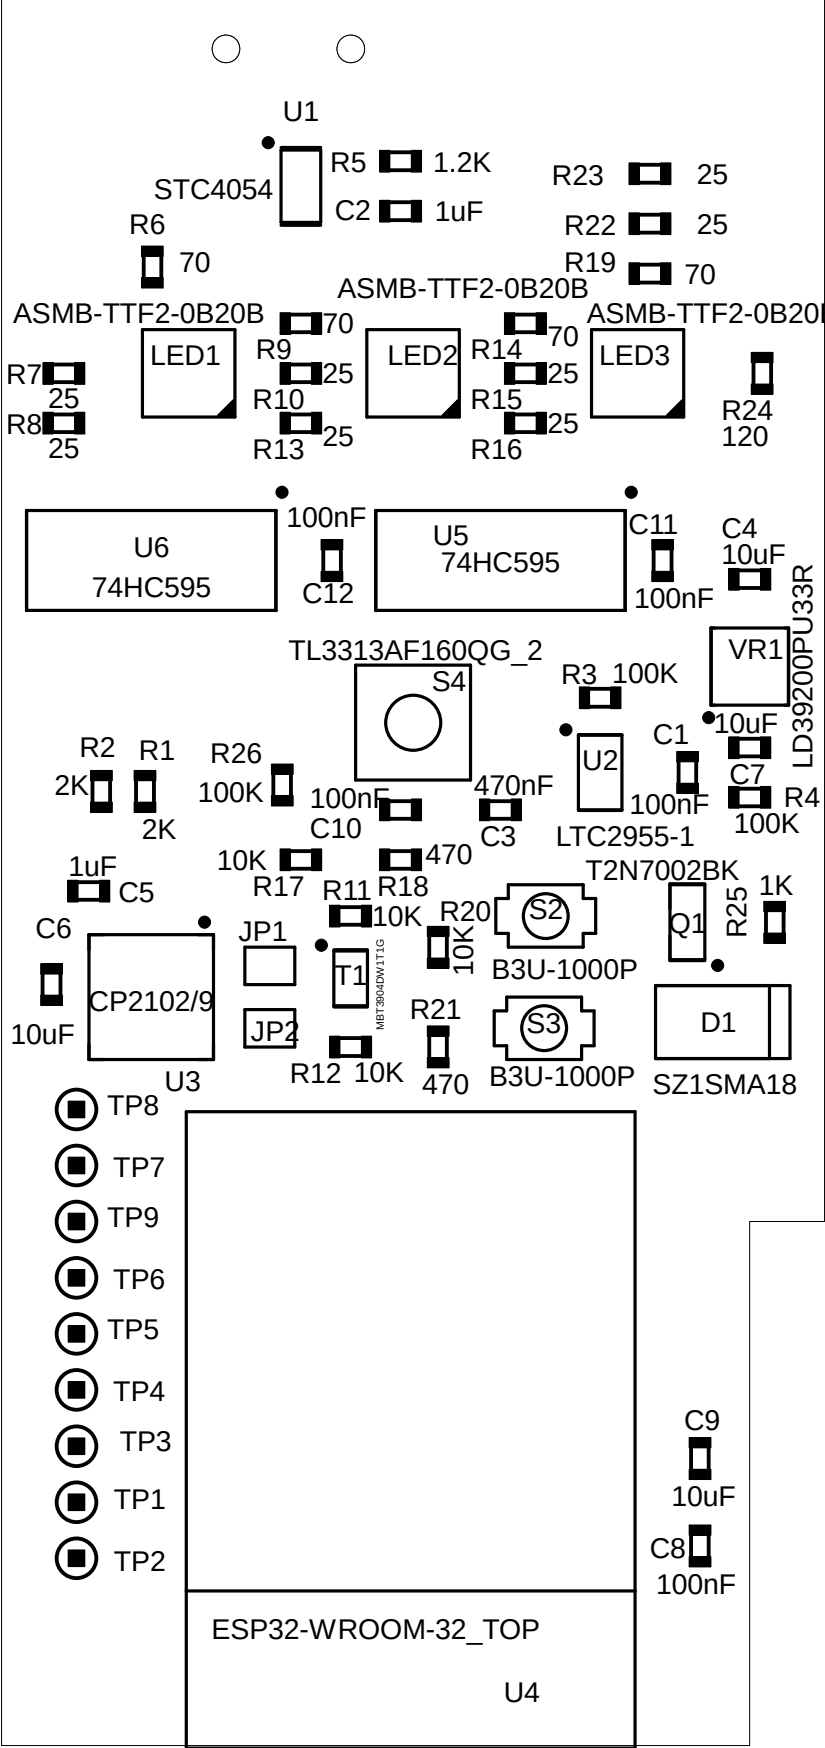 U1
R5 1.2K
STC4054
C2 1uF
R23 25
R22 25
R19 70
R6
70
ASMB-TTF2-0B20B
ASMB-TTF2-0B20B
ASMB-TTF2-0B20
LED1
LED2
LED3
R7
25
R8
25
70
R9
25
R10
25
R13
70
R14
25
R15
25
R16
R24
120
U6
74HC595
100nF
C12
U5
74HC595
C11
100nF
C4
10uF
LD39200PU33R
VR1
TL3313AF160QG_2
S4
R3 100K
10uF
C7
R4
100K
C1
100nF
U2
LTC2955-1
R2
2K
R1
2K
R26
100K
100nF
C10
470nF
C3
10K
R17
470
R18
1uF
C5
C6
10uF
CP2102/9
U3
JP1
JP2
R11
10K
T1
MBT3904DW1T1G
R12 10K
R20
10K
R21
470
S2
B3U-1000P
S3
B3U-1000P
T2N7002BK
Q1
R25
1K
D1
SZ1SMA18
TP8
TP7
TP9
TP6
TP5
TP4
TP3
TP1
TP2
C9
10uF
C8
100nF
ESP32-WROOM-32_TOP
U4